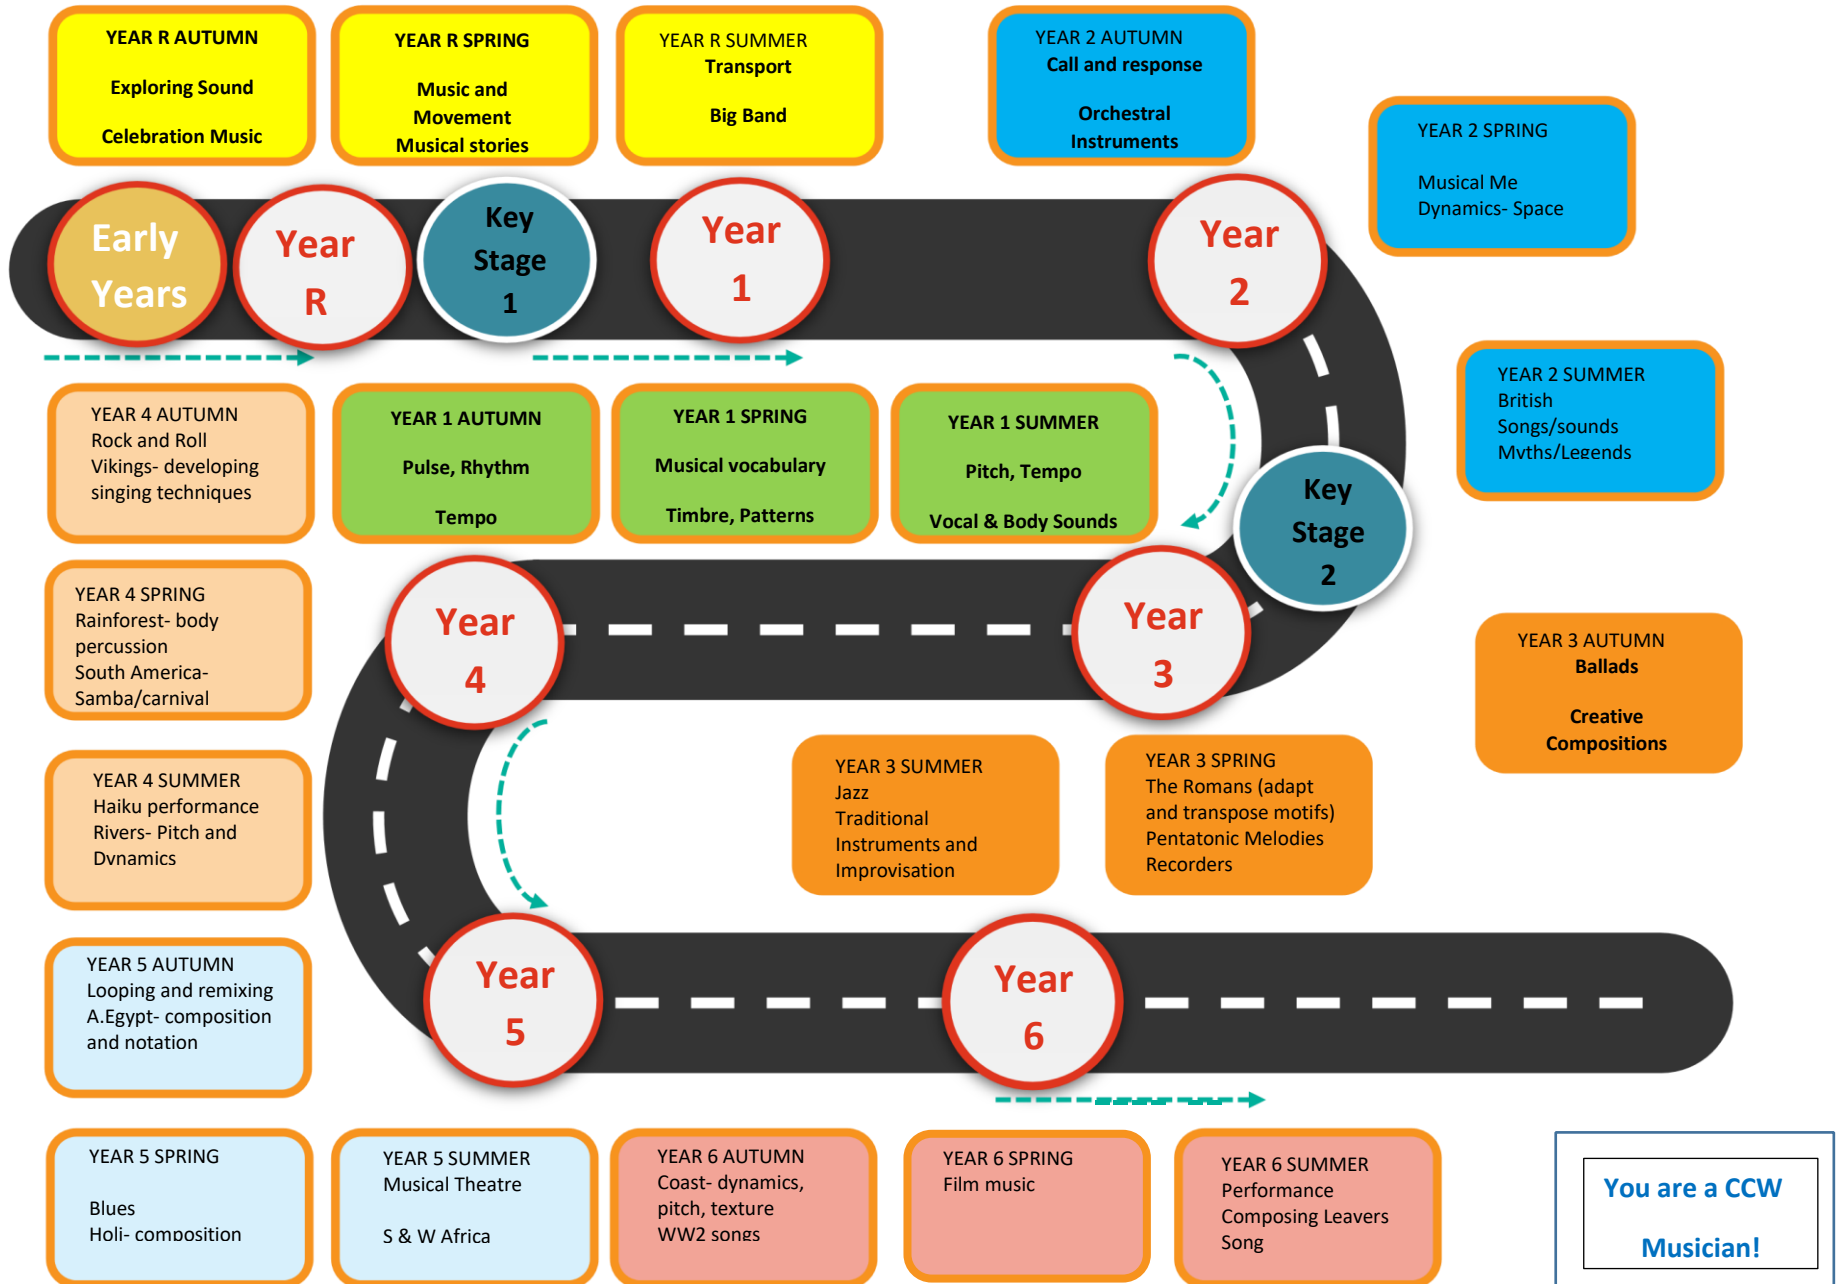 YEAR R AUTUMN
Exploring Sound
Celebration Music
YEAR R SPRING
Music and
Movement
Musical stories
YEAR R SUMMER
Transport
Big Band
YEAR 2 AUTUMN
Call and response
Orchestral
Instruments
YEAR 2 SPRING
Musical Me
Dynamics- Space
Early
Years
Year
R
Key
Stage
1
Year
1
Year
2
YEAR 4 AUTUMN
Rock and Roll
Vikings- developing
singing techniques
YEAR 1 AUTUMN
Pulse, Rhythm
Tempo
YEAR 1 SPRING
Musical vocabulary
Timbre, Patterns
YEAR 1 SUMMER
Pitch, Tempo
Vocal & Body Sounds
YEAR 2 SUMMER
British
Songs/sounds
Myths/Legends
Key
Stage
2
YEAR 4 SPRING
Rainforest- body
percussion
South America-
Samba/carnival
Year
4
Year
3
YEAR 3 AUTUMN
Ballads
Creative
Compositions
YEAR 4 SUMMER
Haiku performance
Rivers- Pitch and
Dynamics
YEAR 3 SUMMER
Jazz
Traditional
Instruments and
Improvisation
YEAR 3 SPRING
The Romans (adapt
and transpose motifs)
Pentatonic Melodies
Recorders
YEAR 5 AUTUMN
Looping and remixing
A.Egypt- composition
and notation
Year
5
Year
6
YEAR 5 SPRING
Blues
Holi- composition
YEAR 5 SUMMER
Musical Theatre
S & W Africa
YEAR 6 AUTUMN
Coast- dynamics,
pitch, texture
WW2 songs
YEAR 6 SPRING
Film music
YEAR 6 SUMMER
Performance
Composing Leavers
Song
You are a CCW
Musician!